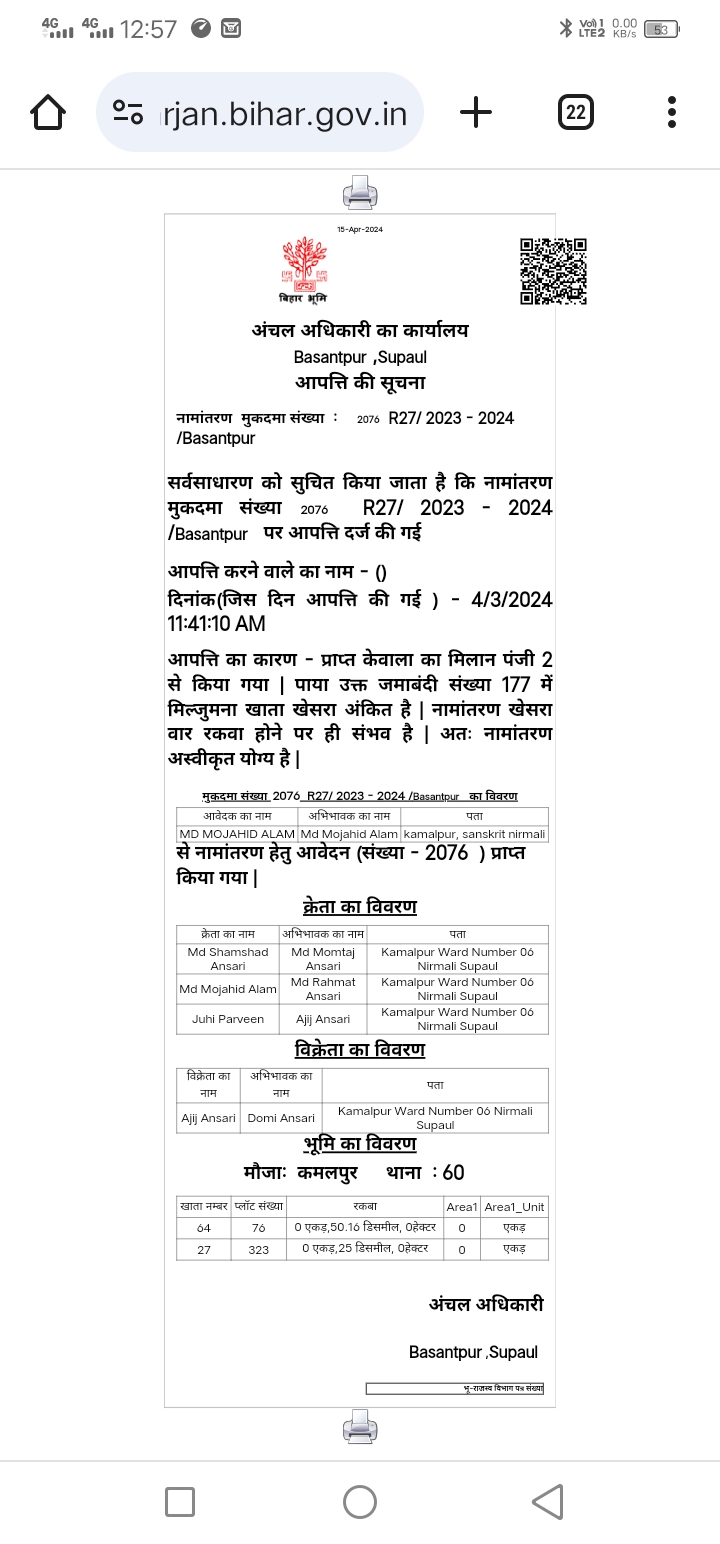 4G 4G 12:57 Vo) 1 LTE2 0.00 KB/s 53
rjan.bihar.gov.in 22
15-Apr-2024
बिहार भूमि
अंचल अधिकारी का कार्यालय
Basantpur ,Supaul
आपत्ति की सूचना
नामांतरण मुकदमा संख्या : 2076 R27/ 2023 - 2024
/Basantpur
सर्वसाधारण को सुचित किया जाता है कि नामांतरण
मुकदमा संख्या 2076 R27/ 2023 - 2024
/Basantpur पर आपत्ति दर्ज की गई
आपत्ति करने वाले का नाम - ()
दिनांक(जिस दिन आपत्ति की गई ) - 4/3/2024
11:41:10 AM
आपत्ति का कारण - प्राप्त केवाला का मिलान पंजी 2
से किया गया | पाया उक्त जमाबंदी संख्या 177 में
मिल्जुमना खाता खेसरा अंकित है | नामांतरण खेसरा
वार रकवा होने पर ही संभव है | अतः नामांतरण
अस्वीकृत योग्य है |
मुकदमा संख्या 2076 R27/ 2023 - 2024 /Basantpur का विवरण
आवेदक का नाम अभिभावक का नाम पता
MD MOJAHID ALAM Md Mojahid Alam kamalpur, sanskrit nirmali
से नामांतरण हेतु आवेदन (संख्या - 2076 ) प्राप्त
किया गया |
क्रेता का विवरण
क्रेता का नाम अभिभावक का नाम पता
Md Shamshad Ansari Md Momtaj Ansari Kamalpur Ward Number 06 Nirmali Supaul
Md Mojahid Alam Md Rahmat Ansari Kamalpur Ward Number 06 Nirmali Supaul
Juhi Parveen Ajij Ansari Kamalpur Ward Number 06 Nirmali Supaul
विक्रेता का विवरण
विक्रेता का नाम अभिभावक का नाम पता
Ajij Ansari Domi Ansari Kamalpur Ward Number 06 Nirmali Supaul
भूमि का विवरण
मौजाः कमलपुर थाना : 60
खाता नम्बर प्लॉट संख्या रकबा Area1 Area1_Unit
64 76 0 एकड़,50.16 डिसमील, 0हेक्टर 0 एकड़
27 323 0 एकड़,25 डिसमील, 0हेक्टर 0 एकड़
अंचल अधिकारी
Basantpur ,Supaul
भू-राजस्व विभाग पत्र संख्या